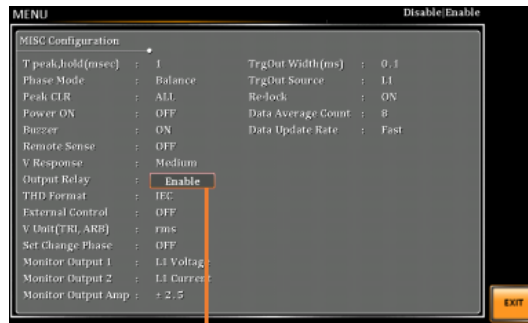 MENU Disable|Enable
MISC Configuration
T peak,hold(msec) : 1 TrgOut Width(ms) : 0.1
Phase Mode : Balance TrgOut Source : L1
Peak CLR : ALL Re-lock : ON
Power ON : OFF Data Average Count : 8
Buzzer : ON Data Update Rate : Fast
Remote Sense : OFF
V Response : Medium
Output Relay : Enable
THD Format : IEC
External Control : OFF
V Unit(TRI, ARB) : rms
Set Change Phase : OFF
Monitor Output 1 : L1 Voltage
Monitor Output 2 : L1 Current
Monitor Output Amp : ±2.5
EXIT